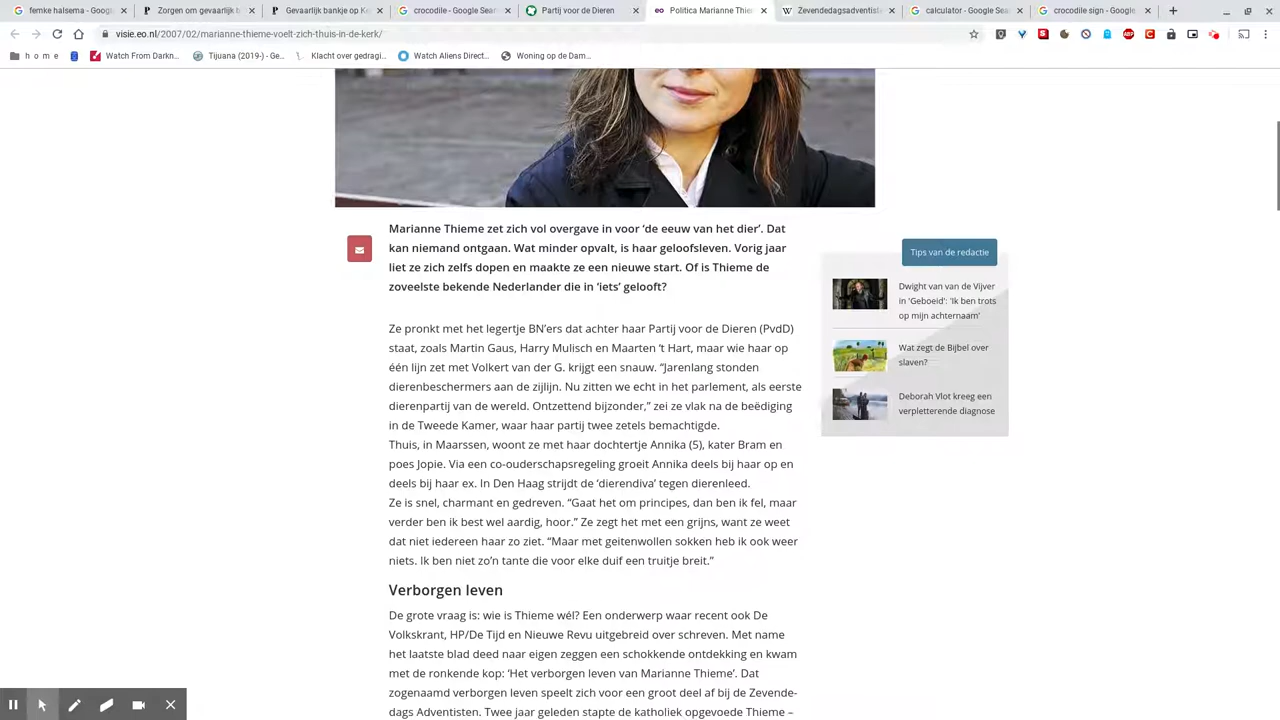 femke halsema - Goog
Zorgen om gevaarlijk b
Gevaarlijk bankje op Ke
crocodile - Google Sear
Partij voor de Dieren
Politica Marianne Thie
Zevendedagsadventist
calculator - Google Sea
crocodile sign - Google
visie.eo.nl/2007/02/marianne-thieme-voelt-zich-thuis-in-de-kerk/
h o m e
Watch From Darkn...
Tijuana (2019-) - Ge...
Klacht over gedragi...
Watch Aliens Direct...
Woning op de Dam...
Marianne Thieme zet zich vol overgave in voor ‘de eeuw van het dier’. Dat
kan niemand ontgaan. Wat minder opvalt, is haar geloofsleven. Vorig jaar
liet ze zich zelfs dopen en maakte ze een nieuwe start. Of is Thieme de
zoveelste bekende Nederlander die in ‘iets’ gelooft?
Ze pronkt met het legertje BN’ers dat achter haar Partij voor de Dieren (PvdD)
staat, zoals Martin Gaus, Harry Mulisch en Maarten ’t Hart, maar wie haar op
één lijn zet met Volkert van der G. krijgt een snauw. “Jarenlang stonden
dierenbeschermers aan de zijlijn. Nu zitten we echt in het parlement, als eerste
dierenpartij van de wereld. Ontzettend bijzonder,” zei ze vlak na de beëdiging
in de Tweede Kamer, waar haar partij twee zetels bemachtigde.
Thuis, in Maarssen, woont ze met haar dochtertje Annika (5), kater Bram en
poes Jopie. Via een co-ouderschapsregeling groeit Annika deels bij haar op en
deels bij haar ex. In Den Haag strijdt de ‘dierendiva’ tegen dierenleed.
Ze is snel, charmant en gedreven. “Gaat het om principes, dan ben ik fel, maar
verder ben ik best wel aardig, hoor.” Ze zegt het met een grijns, want ze weet
dat niet iedereen haar zo ziet. “Maar met geitenwollen sokken heb ik ook weer
niets. Ik ben niet zo’n tante die voor elke duif een truitje breit.”
Verborgen leven
De grote vraag is: wie is Thieme wél? Een onderwerp waar recent ook De
Volkskrant, HP/De Tijd en Nieuwe Revu uitgebreid over schreven. Met name
het laatste blad deed naar eigen zeggen een schokkende ontdekking en kwam
met de ronkende kop: ‘Het verborgen leven van Marianne Thieme’. Dat
zogenaamd verborgen leven speelt zich voor een groot deel af bij de Zevende-
dags Adventisten. Twee jaar geleden stapte de katholiek opgevoede Thieme –
Tips van de redactie
Dwight van van de Vijver
in 'Geboeid': 'Ik ben trots
op mijn achternaam'
Wat zegt de Bijbel over
slaven?
Deborah Vlot kreeg een
verpletterende diagnose